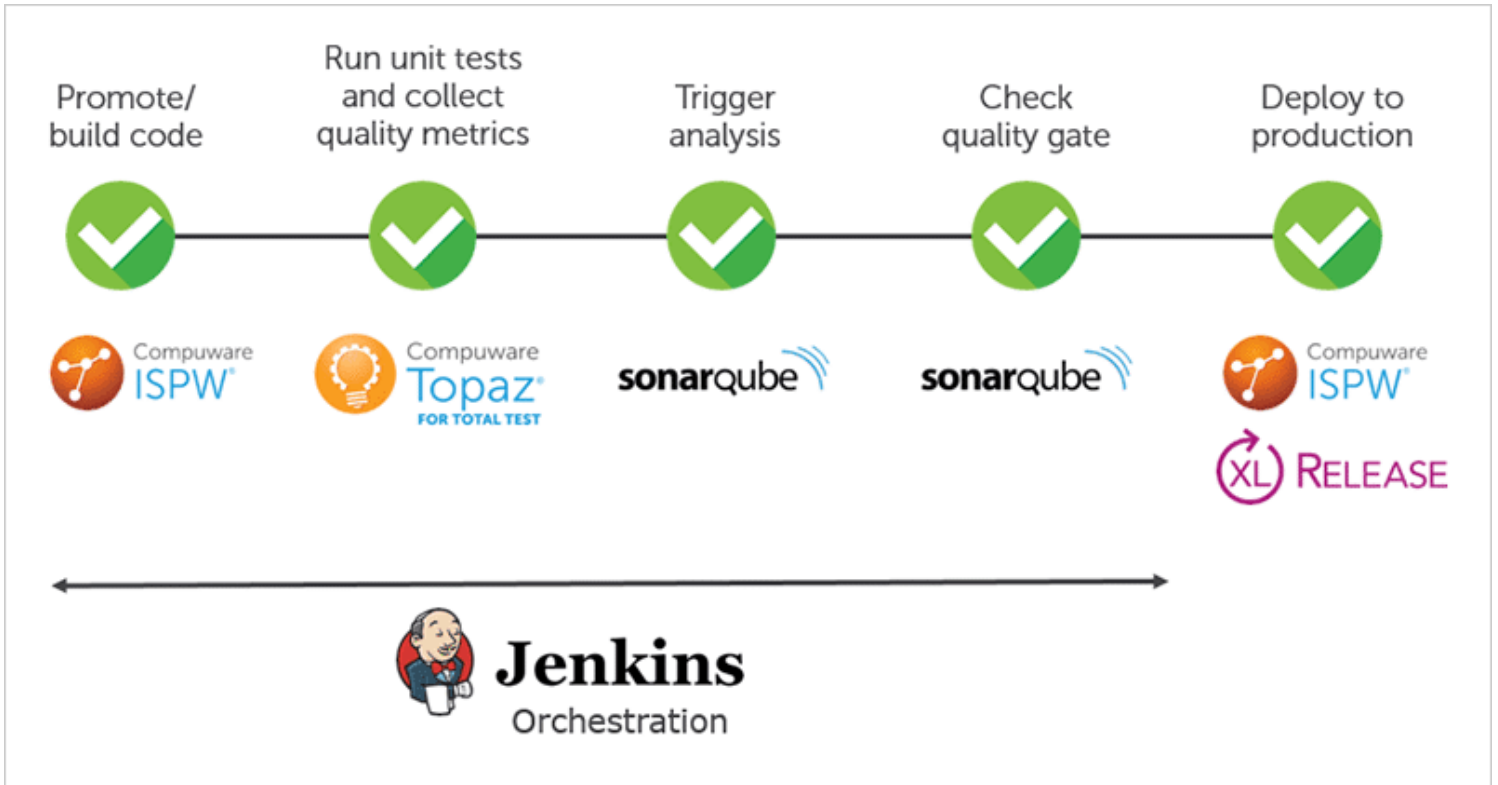 Promote/
build code
Run unit tests
and collect
quality metrics
Trigger
analysis
Check
quality gate
Deploy to
production
Compuware
ISPW®
Compuware
Topaz®
FOR TOTAL TEST
sonarqube
sonarqube
Compuware
ISPW®
XL RELEASE
Jenkins
Orchestration